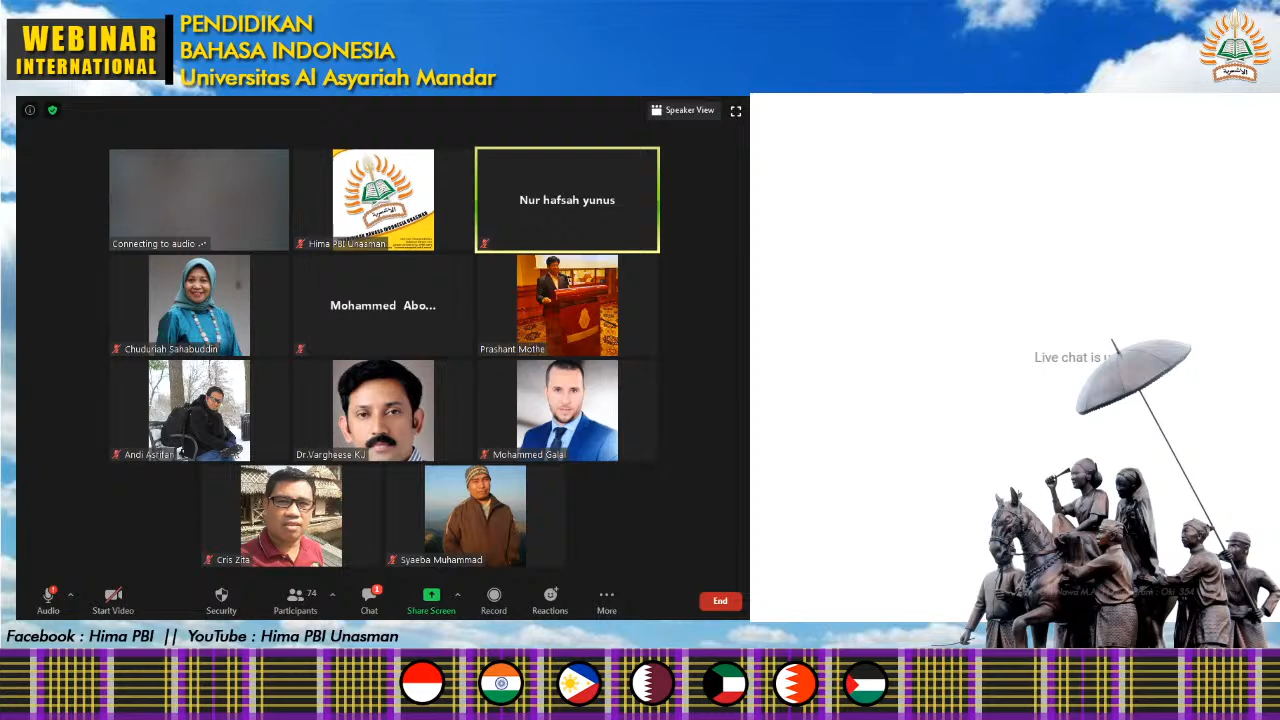 WEBINAR
INTERNATIONAL
PENDIDIKAN
BAHASA INDONESIA
Universitas Al Asyariah Mandar
Speaker View
Connecting to audio
Hima PBI Unasman
Nur hafsah yunus
Chuduriah Sahabuddin
Mohammed Abo...
Prashant Mothe
Andi Asrifan
Dr.Vargheese KJ
Mohammed Galal
Cris Zita
Syaeba Muhammad
Live chat is
Audio
Start Video
Security
Participants
74
Chat
1
Share Screen
Record
Reactions
More
End
Facebook : Hima PBI || YouTube : Hima PBI Unasman